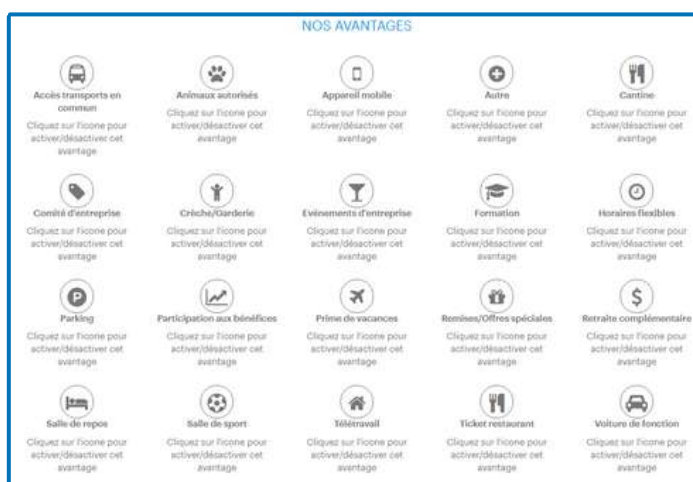 NOS AVANTAGES
Accès transports en
commun
Cliquez sur l'icone pour
activer/désactiver cet
avantage
Animaux autorisés
Cliquez sur l'icone pour
activer/désactiver cet
avantage
Appareil mobile
Cliquez sur l'icone pour
activer/désactiver cet
avantage
Autre
Cliquez sur l'icone pour
activer/désactiver cet
avantage
Cantine
Cliquez sur l'icone pour
activer/désactiver cet
avantage
Comité d'entreprise
Cliquez sur l'icone pour
activer/désactiver cet
avantage
Crèche/Garderie
Cliquez sur l'icone pour
activer/désactiver cet
avantage
Evènements d'entreprise
Cliquez sur l'icone pour
activer/désactiver cet
avantage
Formation
Cliquez sur l'icone pour
activer/désactiver cet
avantage
Horaires flexibles
Cliquez sur l'icone pour
activer/désactiver cet
avantage
P
Parking
Cliquez sur l'icone pour
activer/désactiver cet
avantage
Participation aux bénéfices
Cliquez sur l'icone pour
activer/désactiver cet
avantage
Prime de vacances
Cliquez sur l'icone pour
activer/désactiver cet
avantage
Remises/Offres spéciales
Cliquez sur l'icone pour
activer/désactiver cet
avantage
$
Retraite complémentaire
Cliquez sur l'icone pour
activer/désactiver cet
avantage
Salle de repos
Cliquez sur l'icone pour
activer/désactiver cet
avantage
Salle de sport
Cliquez sur l'icone pour
activer/désactiver cet
avantage
Télétravail
Cliquez sur l'icone pour
activer/désactiver cet
avantage
Ticket restaurant
Cliquez sur l'icone pour
activer/désactiver cet
avantage
Voiture de fonction
Cliquez sur l'icone pour
activer/désactiver cet
avantage